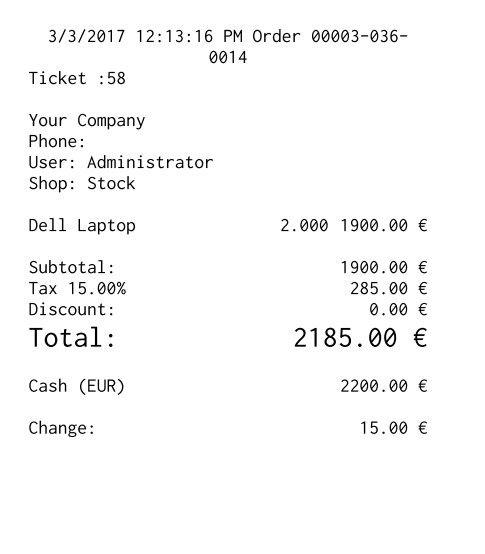 3/3/2017 12:13:16 PM Order 00003-036-
0014
Ticket :58
Your Company
Phone:
User: Administrator
Shop: Stock
Dell Laptop 2.000 1900.00 €
Subtotal: 1900.00 €
Tax 15.00% 285.00 €
Discount: 0.00 €
Total: 2185.00 €
Cash (EUR) 2200.00 €
Change: 15.00 €